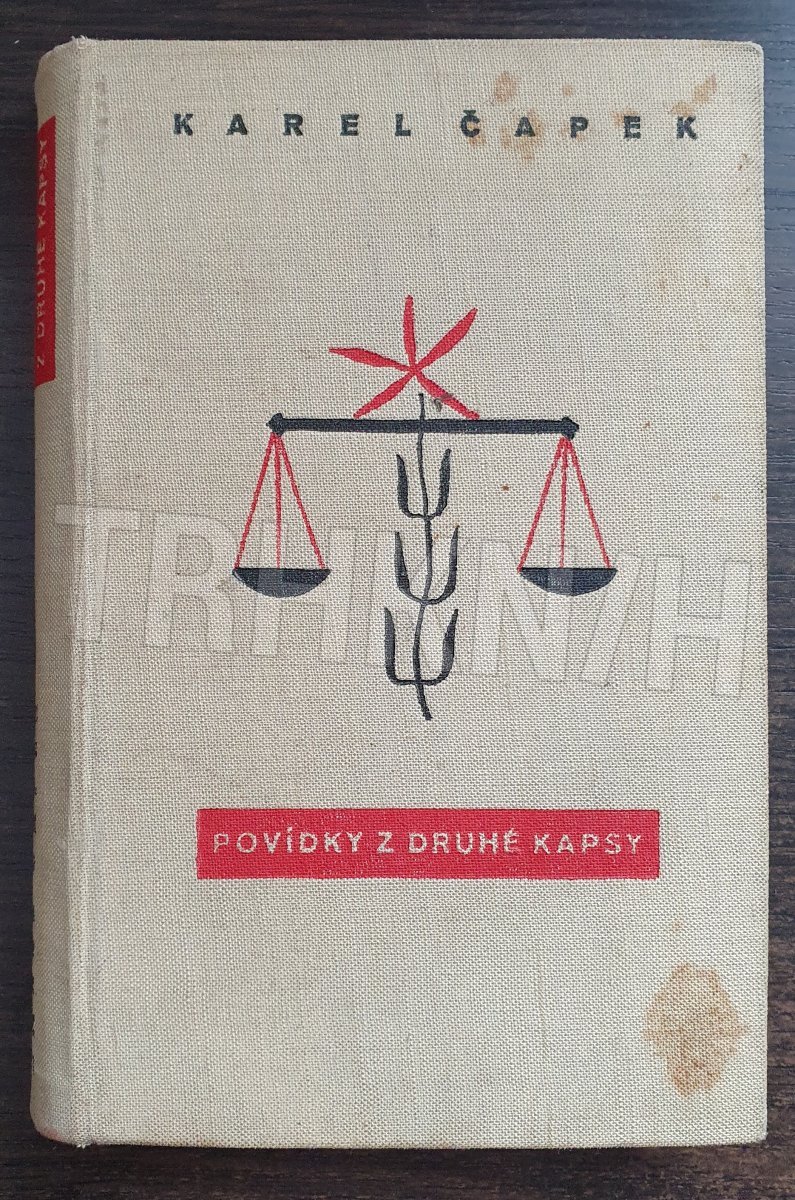 KAREL ČAPEK
Z DRUHÉ KAPSY
POVÍDKY Z DRUHÉ KAPSY